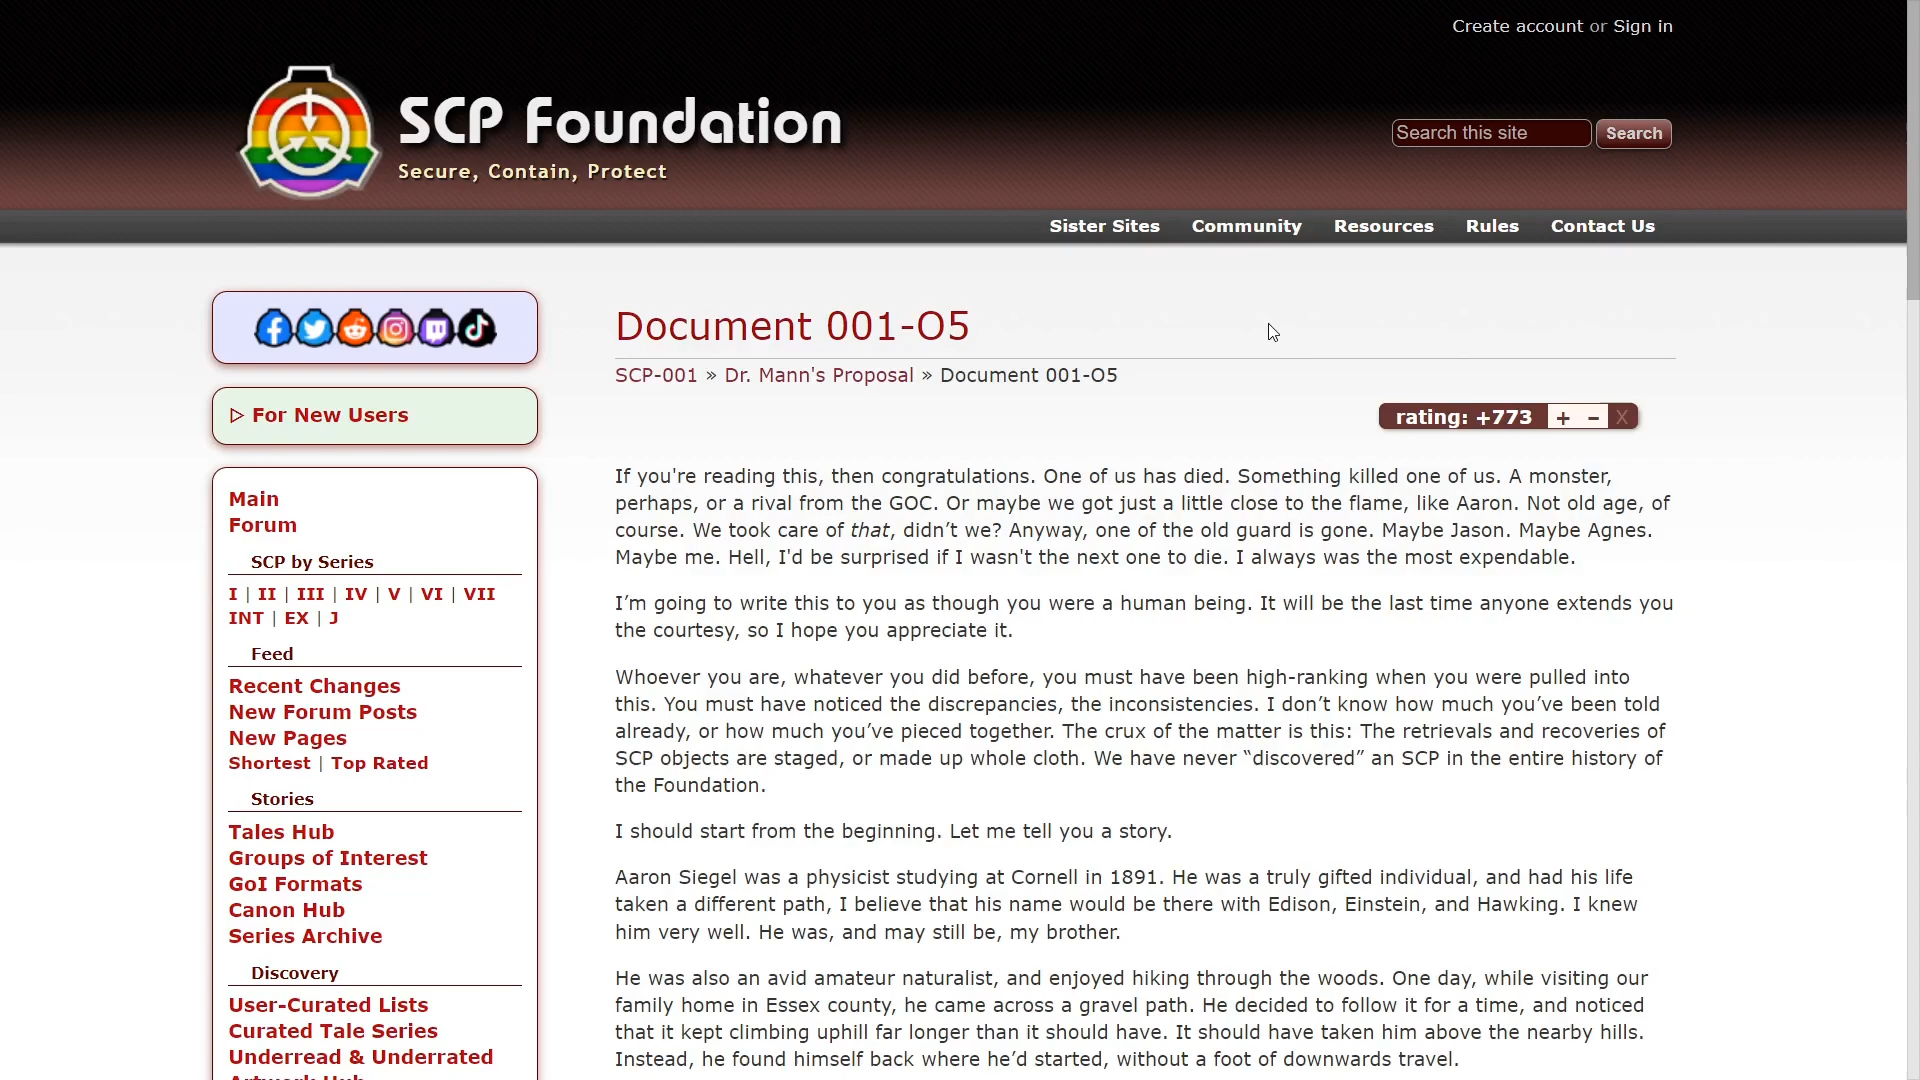 Create account or Sign in
SCP Foundation
Secure, Contain, Protect
Search this site
Search
Sister Sites
Community
Resources
Rules
Contact Us
▷ For New Users
Main
Forum
SCP by Series
I | II | III | IV | V | VI | VII
INT | EX | J
Feed
Recent Changes
New Forum Posts
New Pages
Shortest | Top Rated
Stories
Tales Hub
Groups of Interest
GoI Formats
Canon Hub
Series Archive
Discovery
User-Curated Lists
Curated Tale Series
Underread & Underrated
Artwork Hub
Document 001-O5
SCP-001 » Dr. Mann's Proposal » Document 001-O5
rating: +773 + – X
If you're reading this, then congratulations. One of us has died. Something killed one of us. A monster,
perhaps, or a rival from the GOC. Or maybe we got just a little close to the flame, like Aaron. Not old age, of
course. We took care of that, didn’t we? Anyway, one of the old guard is gone. Maybe Jason. Maybe Agnes.
Maybe me. Hell, I'd be surprised if I wasn't the next one to die. I always was the most expendable.
I’m going to write this to you as though you were a human being. It will be the last time anyone extends you
the courtesy, so I hope you appreciate it.
Whoever you are, whatever you did before, you must have been high-ranking when you were pulled into
this. You must have noticed the discrepancies, the inconsistencies. I don’t know how much you’ve been told
already, or how much you’ve pieced together. The crux of the matter is this: The retrievals and recoveries of
SCP objects are staged, or made up whole cloth. We have never “discovered” an SCP in the entire history of
the Foundation.
I should start from the beginning. Let me tell you a story.
Aaron Siegel was a physicist studying at Cornell in 1891. He was a truly gifted individual, and had his life
taken a different path, I believe that his name would be there with Edison, Einstein, and Hawking. I knew
him very well. He was, and may still be, my brother.
He was also an avid amateur naturalist, and enjoyed hiking through the woods. One day, while visiting our
family home in Essex county, he came across a gravel path. He decided to follow it for a time, and noticed
that it kept climbing uphill far longer than it should have. It should have taken him above the nearby hills.
Instead, he found himself back where he’d started, without a foot of downwards travel.